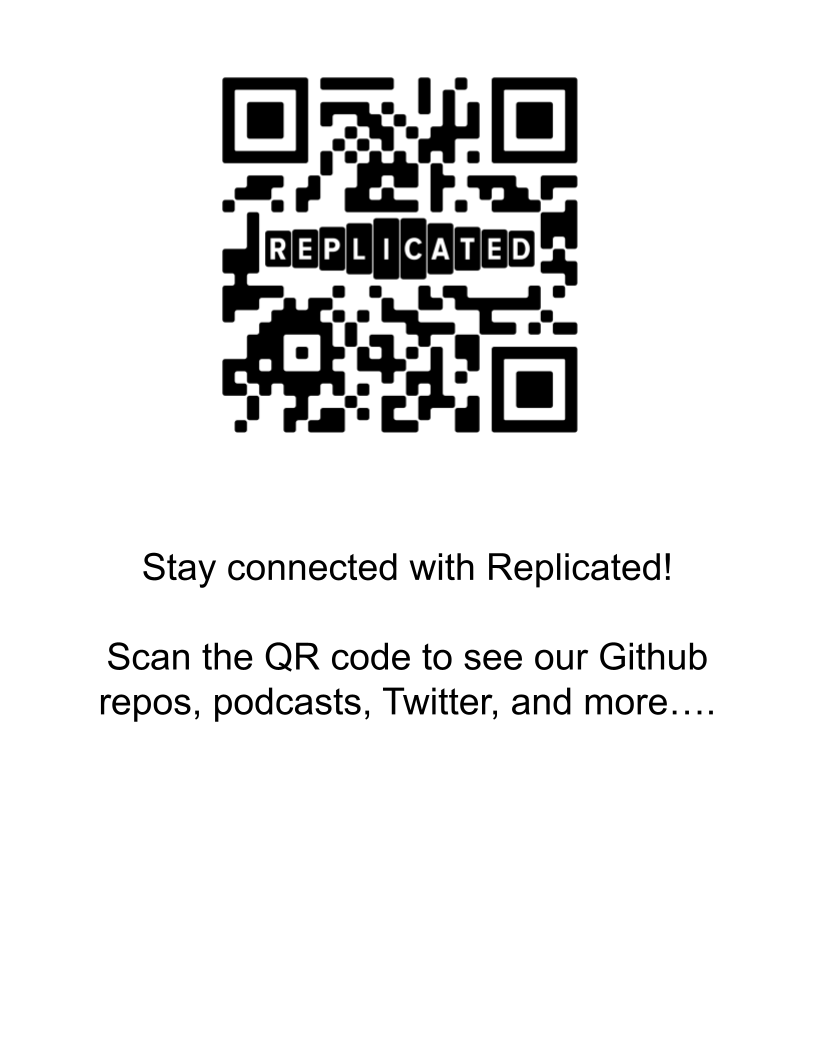 REPLICATED
Stay connected with Replicated!
Scan the QR code to see our Github
repos, podcasts, Twitter, and more….